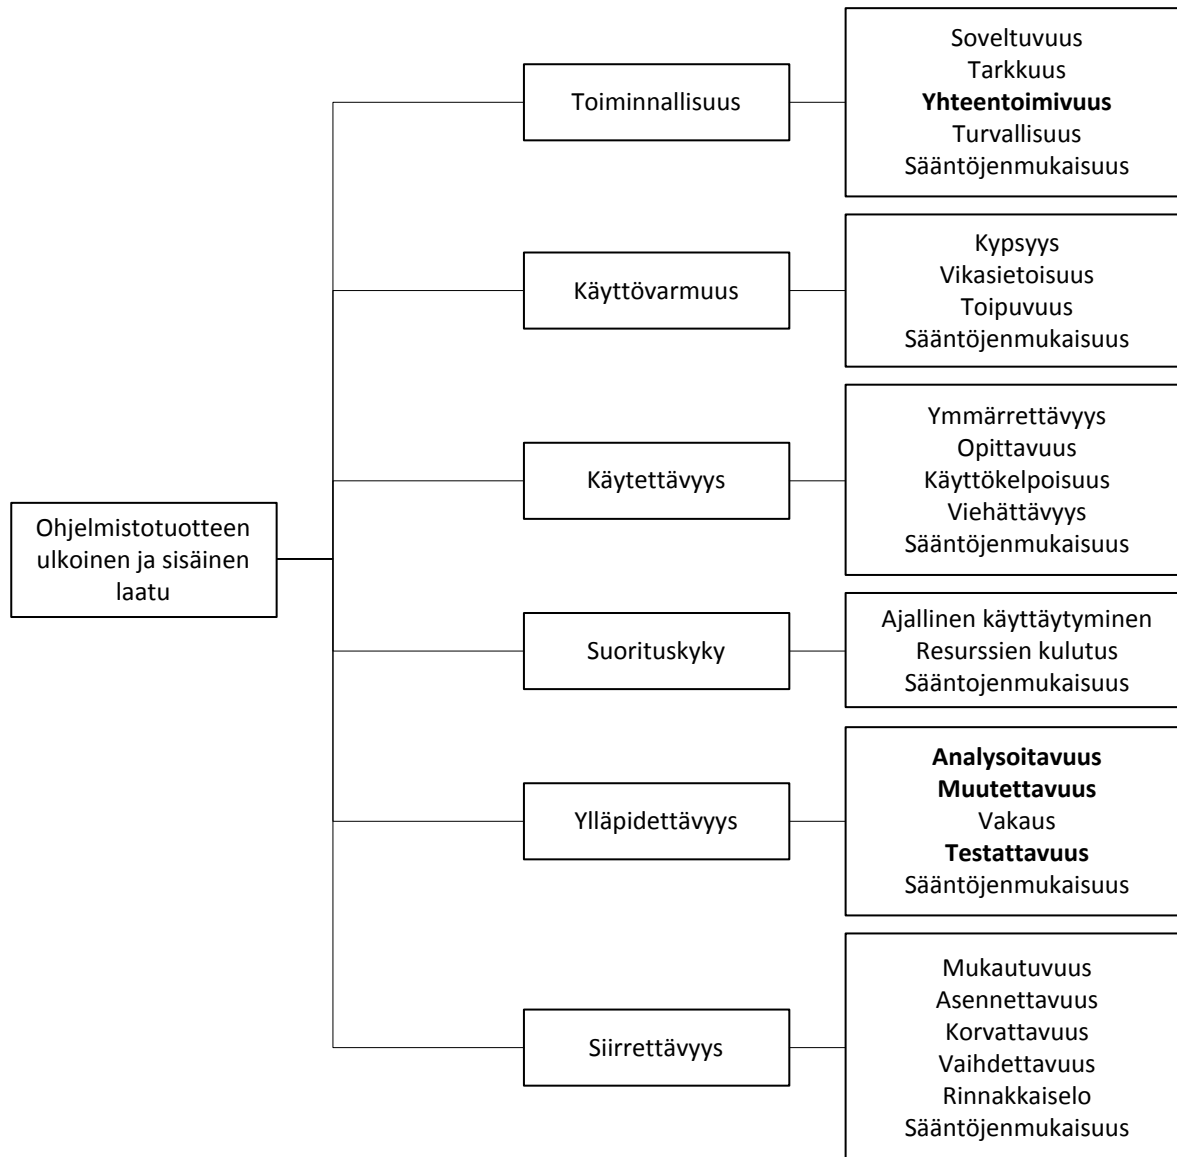 Ohjelmistotuotteen
ulkoinen ja sisäinen
laatu
Toiminnallisuus
Soveltuvuus
Tarkkuus
Yhteentoimivuus
Turvallisuus
Sääntöjenmukaisuus
Käyttövarmuus
Kypsyys
Vikasietoisuus
Toipuvuus
Sääntöjenmukaisuus
Käytettävyys
Ymmärrettävyys
Opittavuus
Käyttökelpoisuus
Viehättävyys
Sääntöjenmukaisuus
Suorituskyky
Ajallinen käyttäytyminen
Resurssien kulutus
Sääntojenmukaisuus
Ylläpidettävyys
Analysoitavuus
Muutettavuus
Vakaus
Testattavuus
Sääntöjenmukaisuus
Siirrettävyys
Mukautuvuus
Asennettavuus
Korvattavuus
Vaihdettavuus
Rinnakkaiselo
Sääntöjenmukaisuus